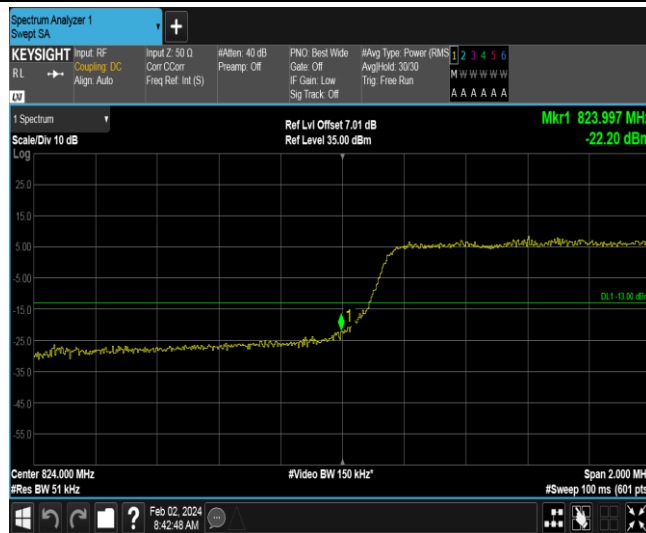 Spectrum Analyzer 1
Swept SA
+
KEYSIGHT
RL
LXI
Input: RF
Coupling: DC
Align: Auto
Input Z: 50 Ω
Corr CCorr
Freq Ref: Int (S)
#Atten: 40 dB
Preamp: Off
PNO: Best Wide
Gate: Off
IF Gain: Low
Sig Track: Off
#Avg Type: Power (RMS
Avg|Hold: 30/30
Trig: Free Run
1 2 3 4 5 6
M W W W W W
A A A A A A
1 Spectrum
Scale/Div 10 dB
Log
Ref Lvl Offset 7.01 dB
Ref Level 35.00 dBm
Mkr1 823.997 MH
-22.20 dBm
25.0
15.0
5.00
-5.00
-15.0
-25.0
-35.0
-45.0
-55.0
DL1 -13.00 dBm
1
Center 824.000 MHz
#Res BW 51 kHz
#Video BW 150 kHz*
Span 2.000 MH
#Sweep 100 ms (601 pts
?
Feb 02, 2024
8:42:48 AM